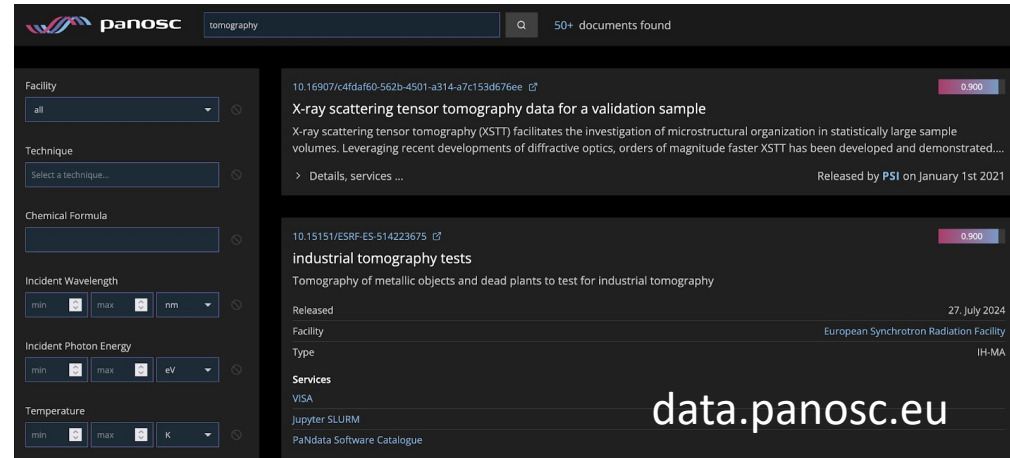 panosc
tomography
50+ documents found
Facility
all
Technique
Select a technique...
Chemical Formula
Incident Wavelength
min max nm
Incident Photon Energy
min max eV
Temperature
min max K
10.16907/c4fdaf60-562b-4501-a314-a7c153d676ee
0.900
X-ray scattering tensor tomography data for a validation sample
X-ray scattering tensor tomography (XSTT) facilitates the investigation of microstructural organization in statistically large sample
volumes. Leveraging recent developments of diffractive optics, orders of magnitude faster XSTT has been developed and demonstrated....
Details, services ...
Released by PSI on January 1st 2021
10.15151/ESRF-ES-514223675
0.900
industrial tomography tests
Tomography of metallic objects and dead plants to test for industrial tomography
Released 27. July 2024
Facility European Synchrotron Radiation Facility
Type IH-MA
Services
VISA
Jupyter SLURM
PaNdata Software Catalogue
data.panosc.eu